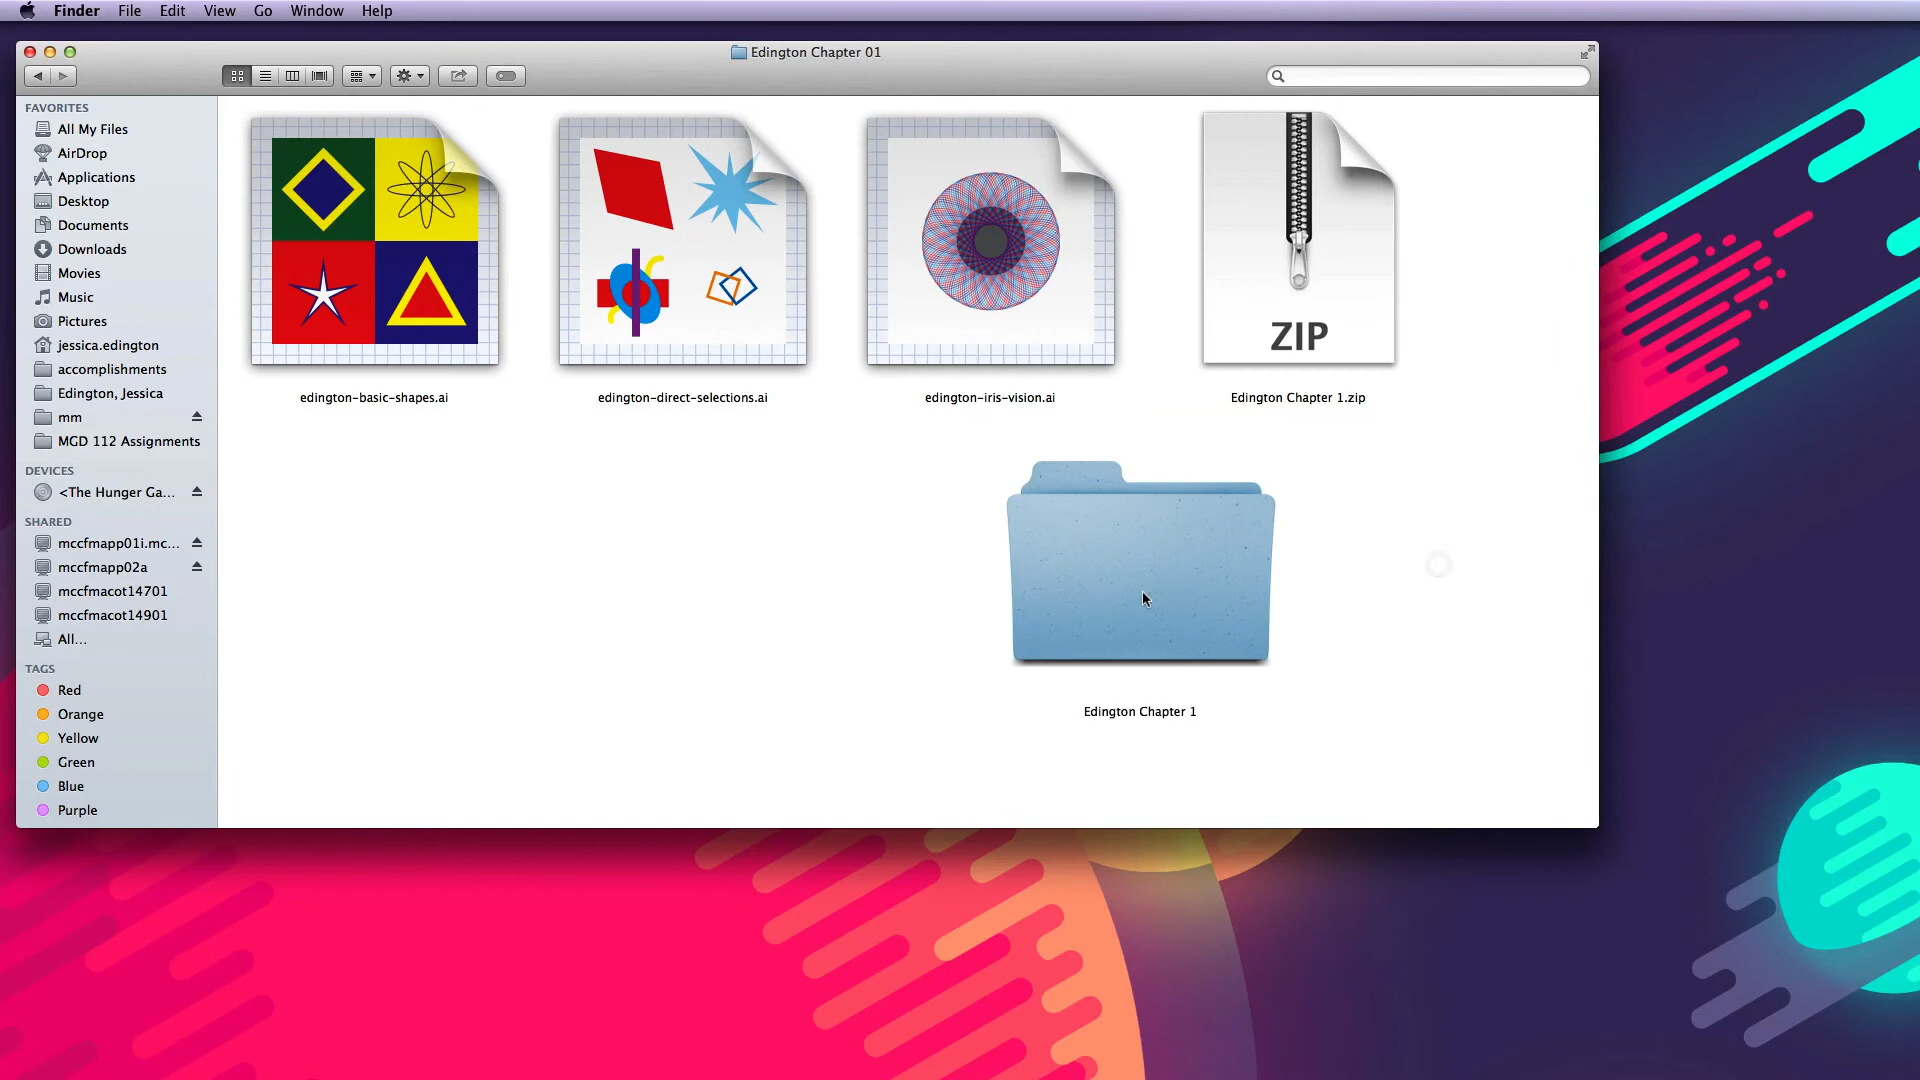 Finder File Edit View Go Window Help
Edington Chapter 01
FAVORITES
All My Files
AirDrop
Applications
Desktop
Documents
Downloads
Movies
Music
Pictures
jessica.edington
accomplishments
Edington, Jessica
mm
MGD 112 Assignments
DEVICES
<The Hunger Ga...
SHARED
mccfmapp01i.mc...
mccfmapp02a
mccfmacot14701
mccfmacot14901
All...
TAGS
Red
Orange
Yellow
Green
Blue
Purple
ZIP
edington-basic-shapes.ai
edington-direct-selections.ai
edington-iris-vision.ai
Edington Chapter 1.zip
Edington Chapter 1